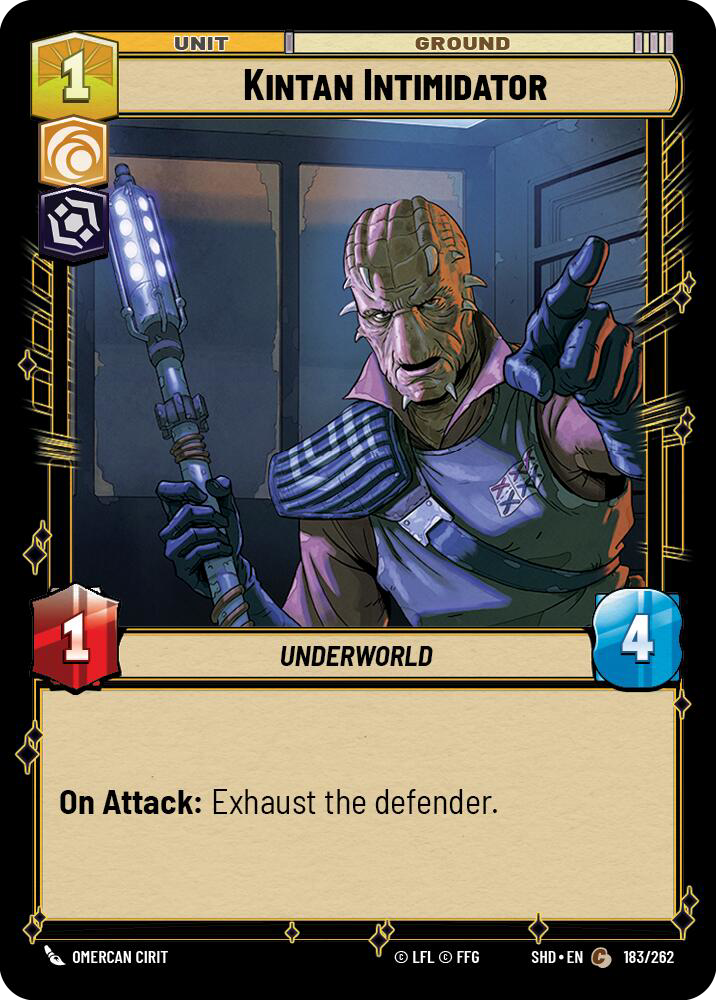 UNIT GROUND
1 KINTAN INTIMIDATOR
1 UNDERWORLD 4
On Attack: Exhaust the defender.
OMERCAN CIRIT © LFL © FFG SHD • EN C 183/262